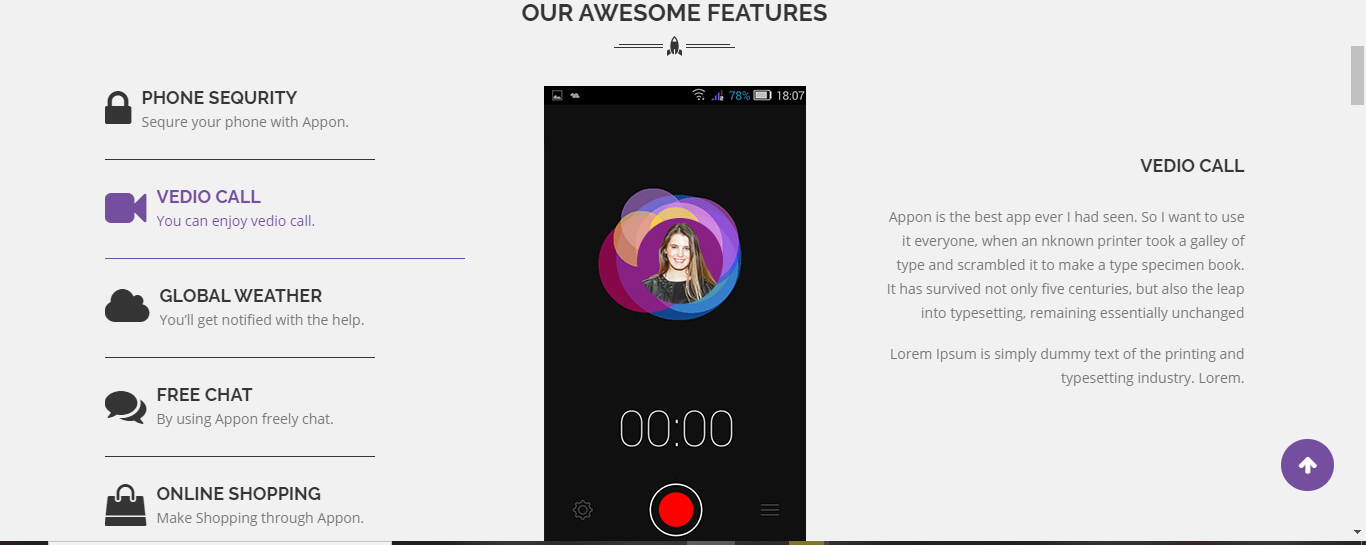 OUR AWESOME FEATURES
PHONE SEQURITY
Sequre your phone with Appon.
VEDIO CALL
You can enjoy vedio call.
GLOBAL WEATHER
You'll get notified with the help.
FREE CHAT
By using Appon freely chat.
ONLINE SHOPPING
Make Shopping through Appon.
78% 18:07
00:00
VEDIO CALL
Appon is the best app ever I had seen. So I want to use
it everyone, when an nknown printer took a galley of
type and scrambled it to make a type specimen book.
It has survived not only five centuries, but also the leap
into typesetting, remaining essentially unchanged
Lorem Ipsum is simply dummy text of the printing and
typesetting industry. Lorem.